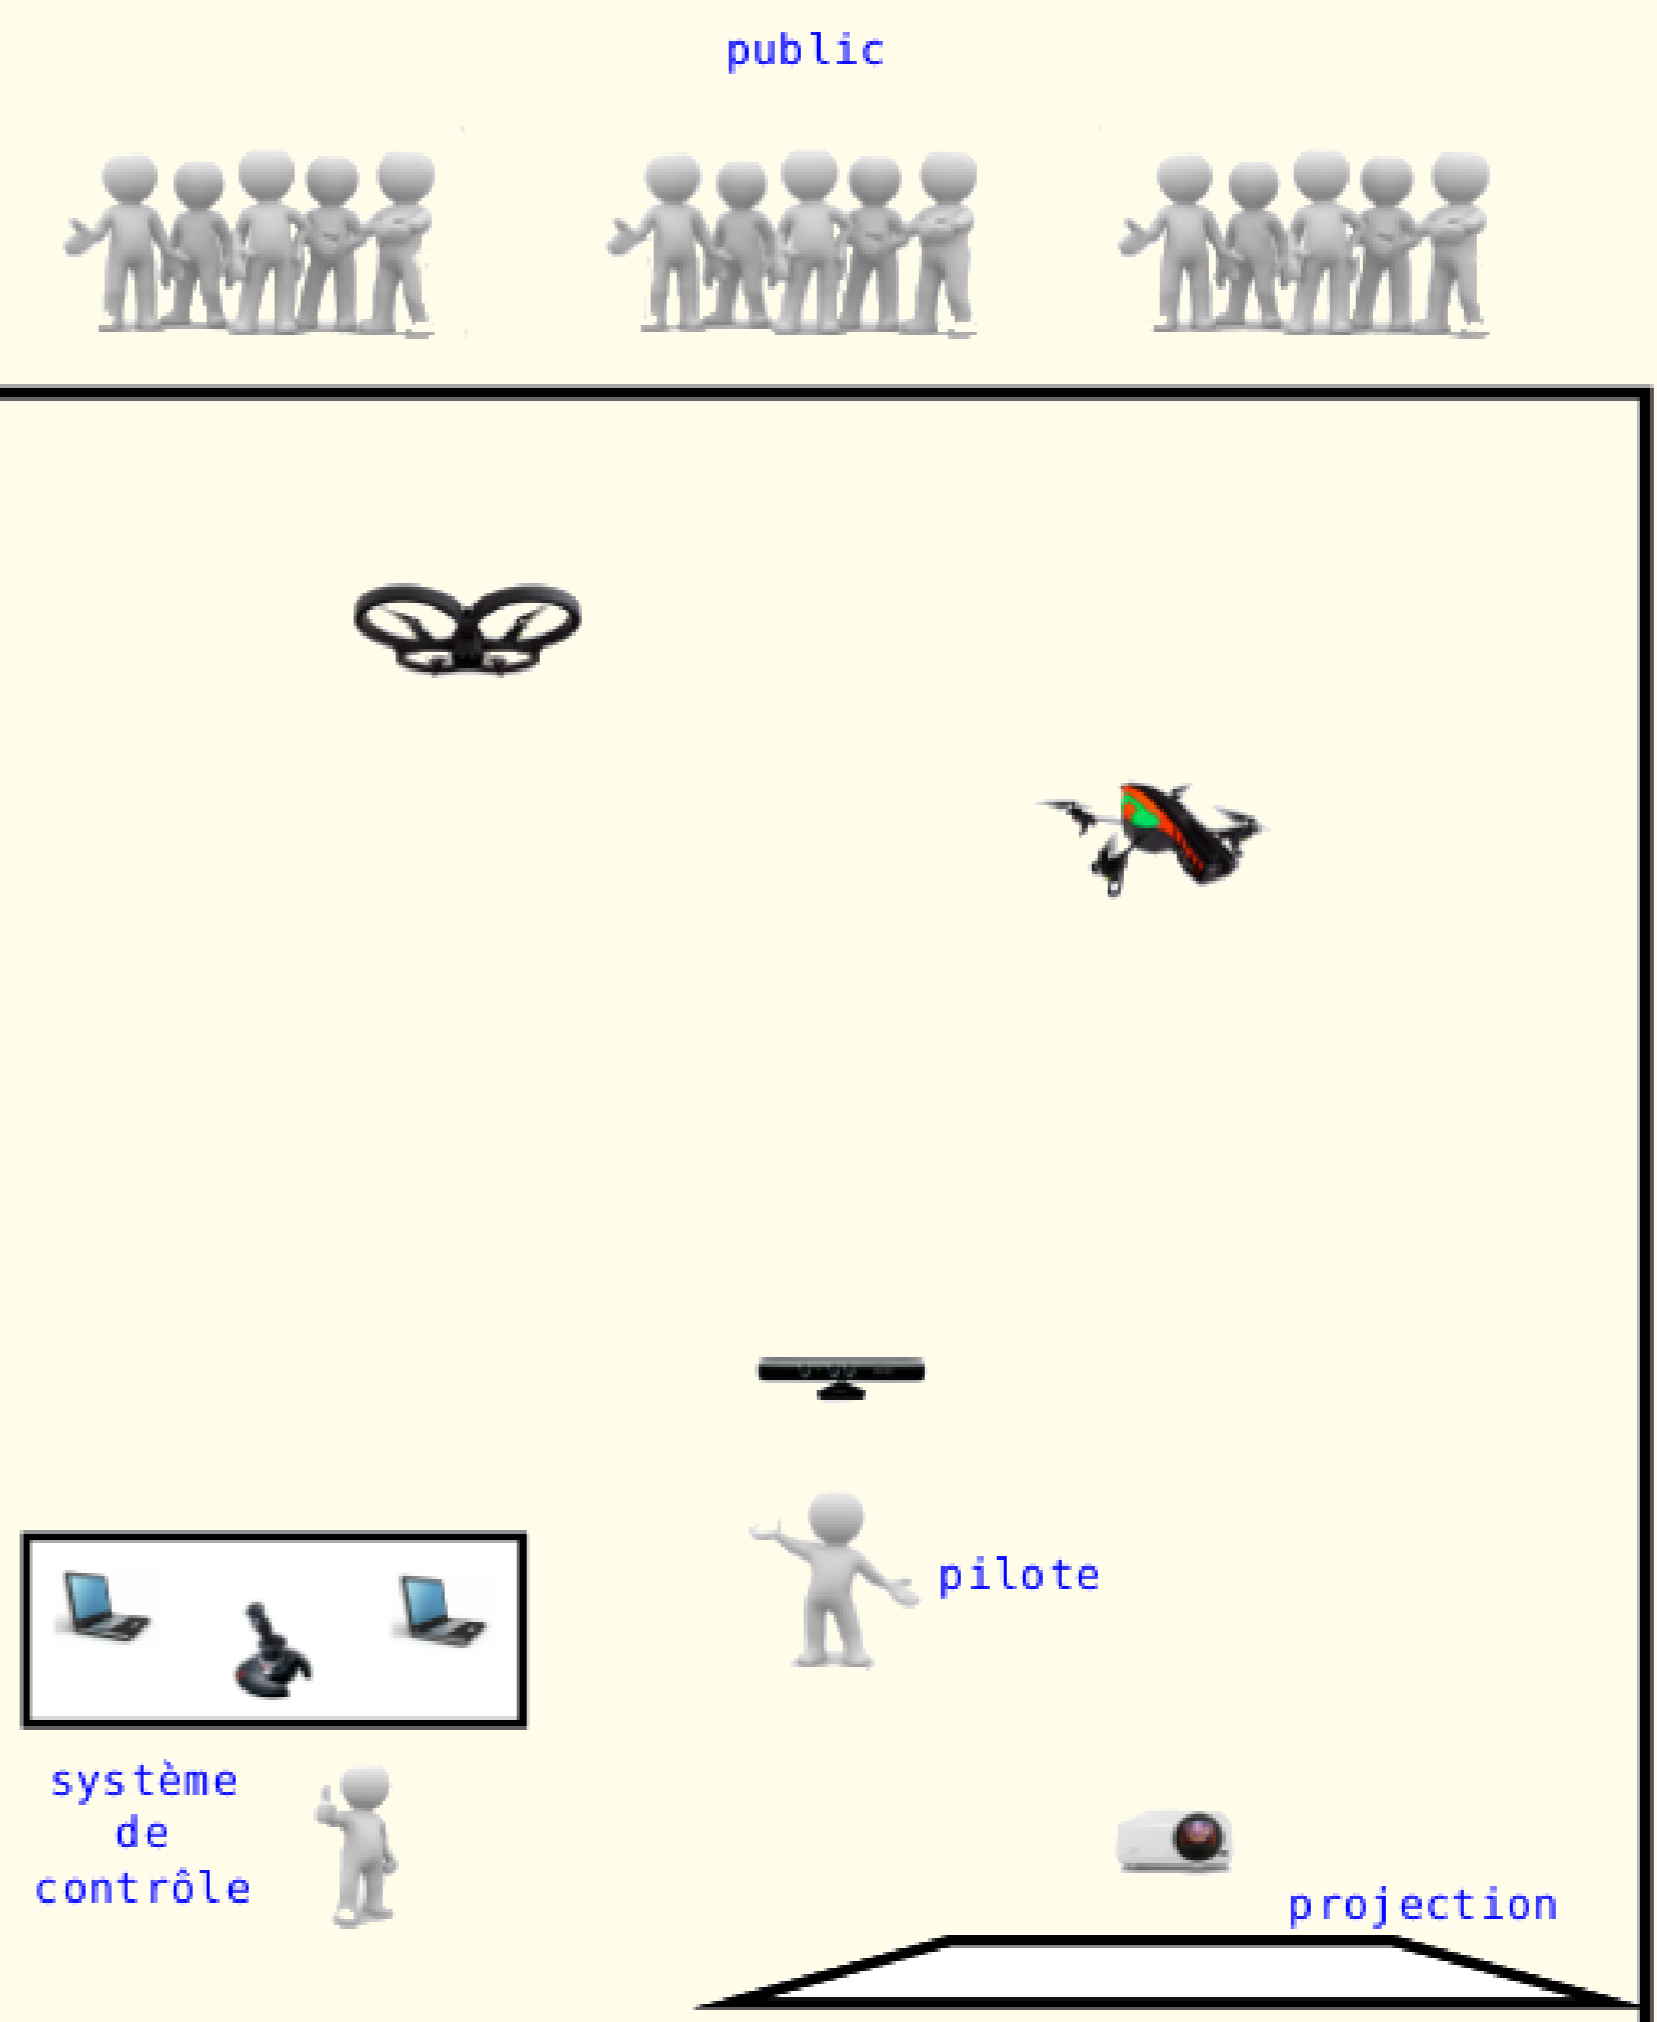 public
pilote
système
de
contrôle
projection